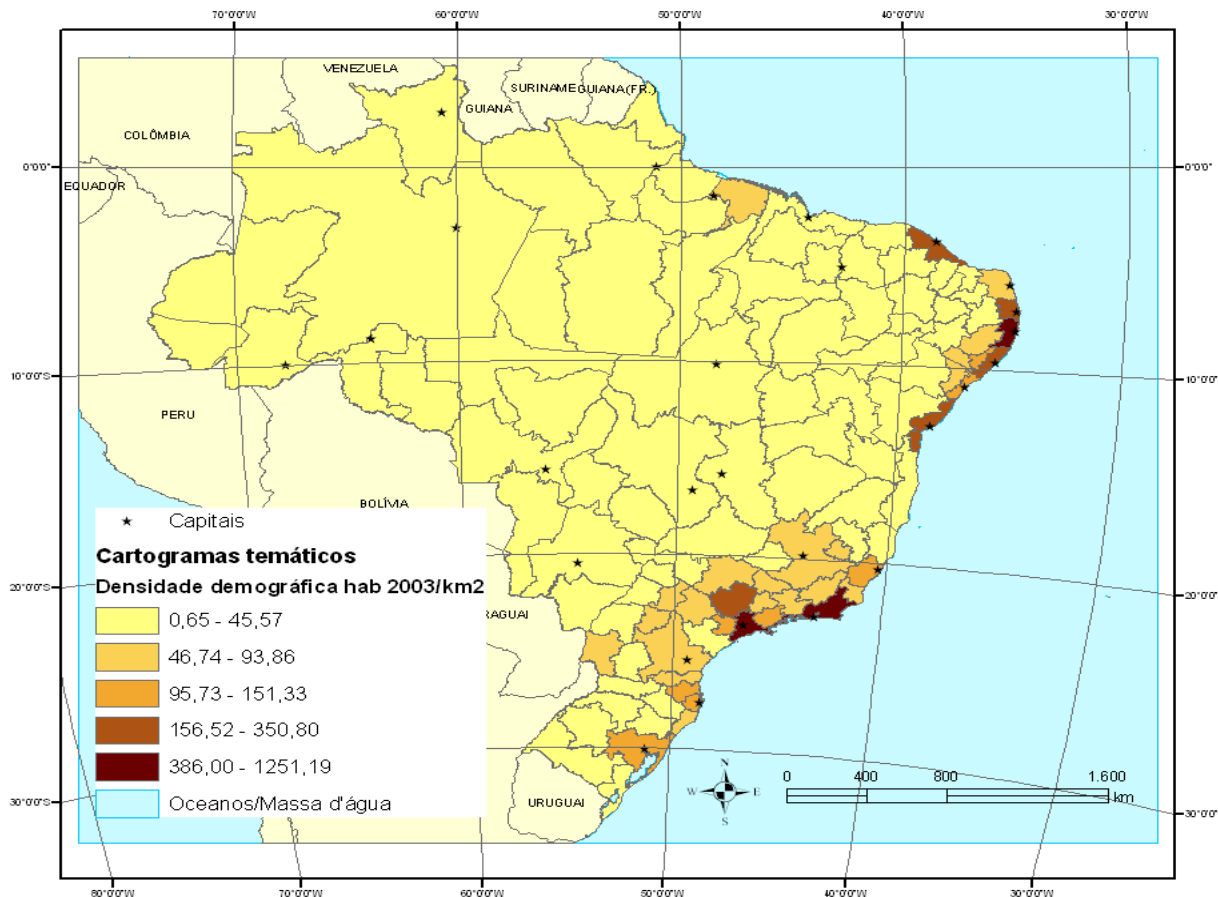 70°0'0"W 60°0'0"W 50°0'0"W 40°0'0"W 30°0'0"W
VENEZUELA
SURINAME GUIANA(FR.)
GUIANA
COLÔMBIA
0°0'0" 0°0'0"
EQUADOR
10°0'0"S 10°0'0"S
PERU
BOLÍVIA
Capitais
Cartogramas temáticos
Densidade demográfica hab 2003/km2
20°0'0"S 20°0'0"S
RAGUAI
0,65 - 45,57
46,74 - 93,86
95,73 - 151,33
156,52 - 350,80
386,00 - 1251,19
Oceanos/Massa d'água
URUGUAI
N
W E
S
0 400 800 1.600
km
30°0'0"S 30°0'0"S
80°0'0"W 70°0'0"W 60°0'0"W 50°0'0"W 40°0'0"W 30°0'0"W